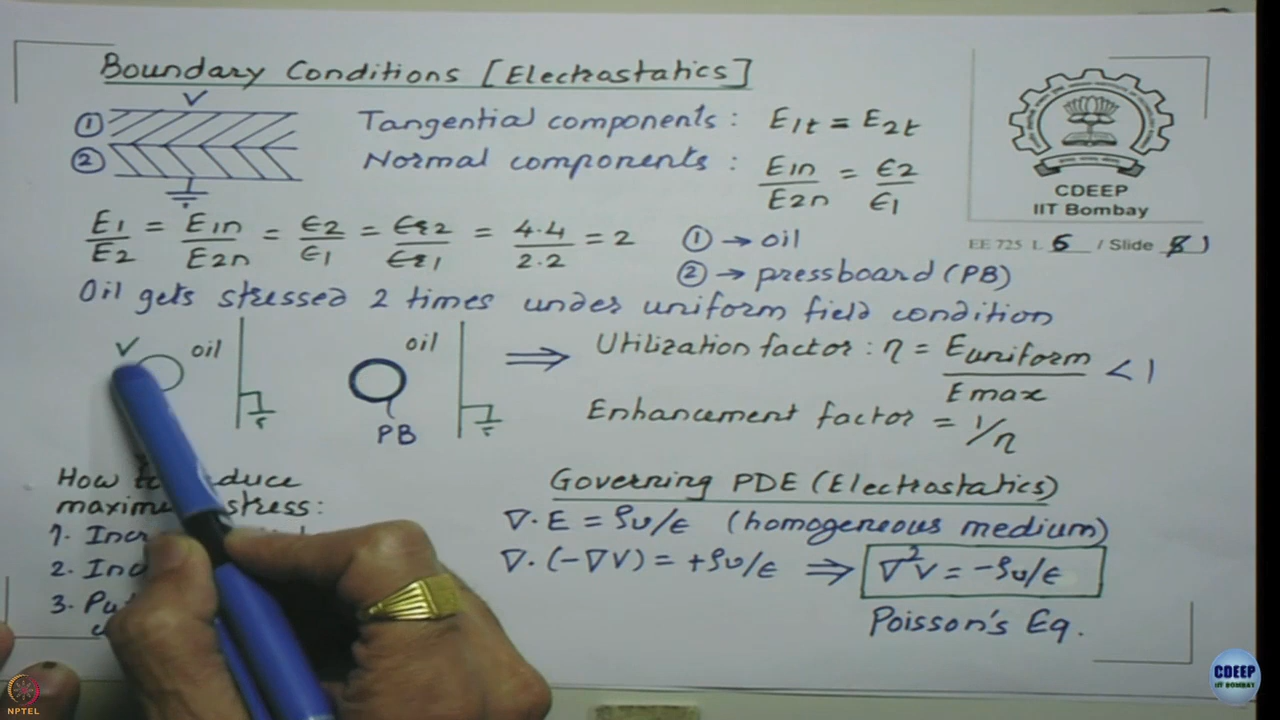 Boundary Conditions [Electrostatics]
V
① Tangential components : E1t = E2t
② Normal components : E1n/E2n = ϵ2/ϵ1
CDEEP
IIT Bombay
EE 725 L 6 / Slide 8
E1/E2 = E1n/E2n = ϵ2/ϵ1 = ϵr2/ϵr1 = 4.4/2.2 = 2
① → oil
② → pressboard (PB)
Oil gets stressed 2 times under uniform field condition
V oil
oil
PB
⇒ Utilization factor : η = Euniform/Emax < 1
Enhancement factor = 1/η
How to reduce
maximum stress:
1. Incr
2. Inc
3. Pu
Governing PDE (Electrostatics)
∇. E = ρv/ϵ (homogeneous medium)
∇. (-∇V) = +ρv/ϵ ⇒ ∇²V = -ρv/ϵ
Poisson's Eq.
NPTEL
CDEEP
IIT BOMBAY